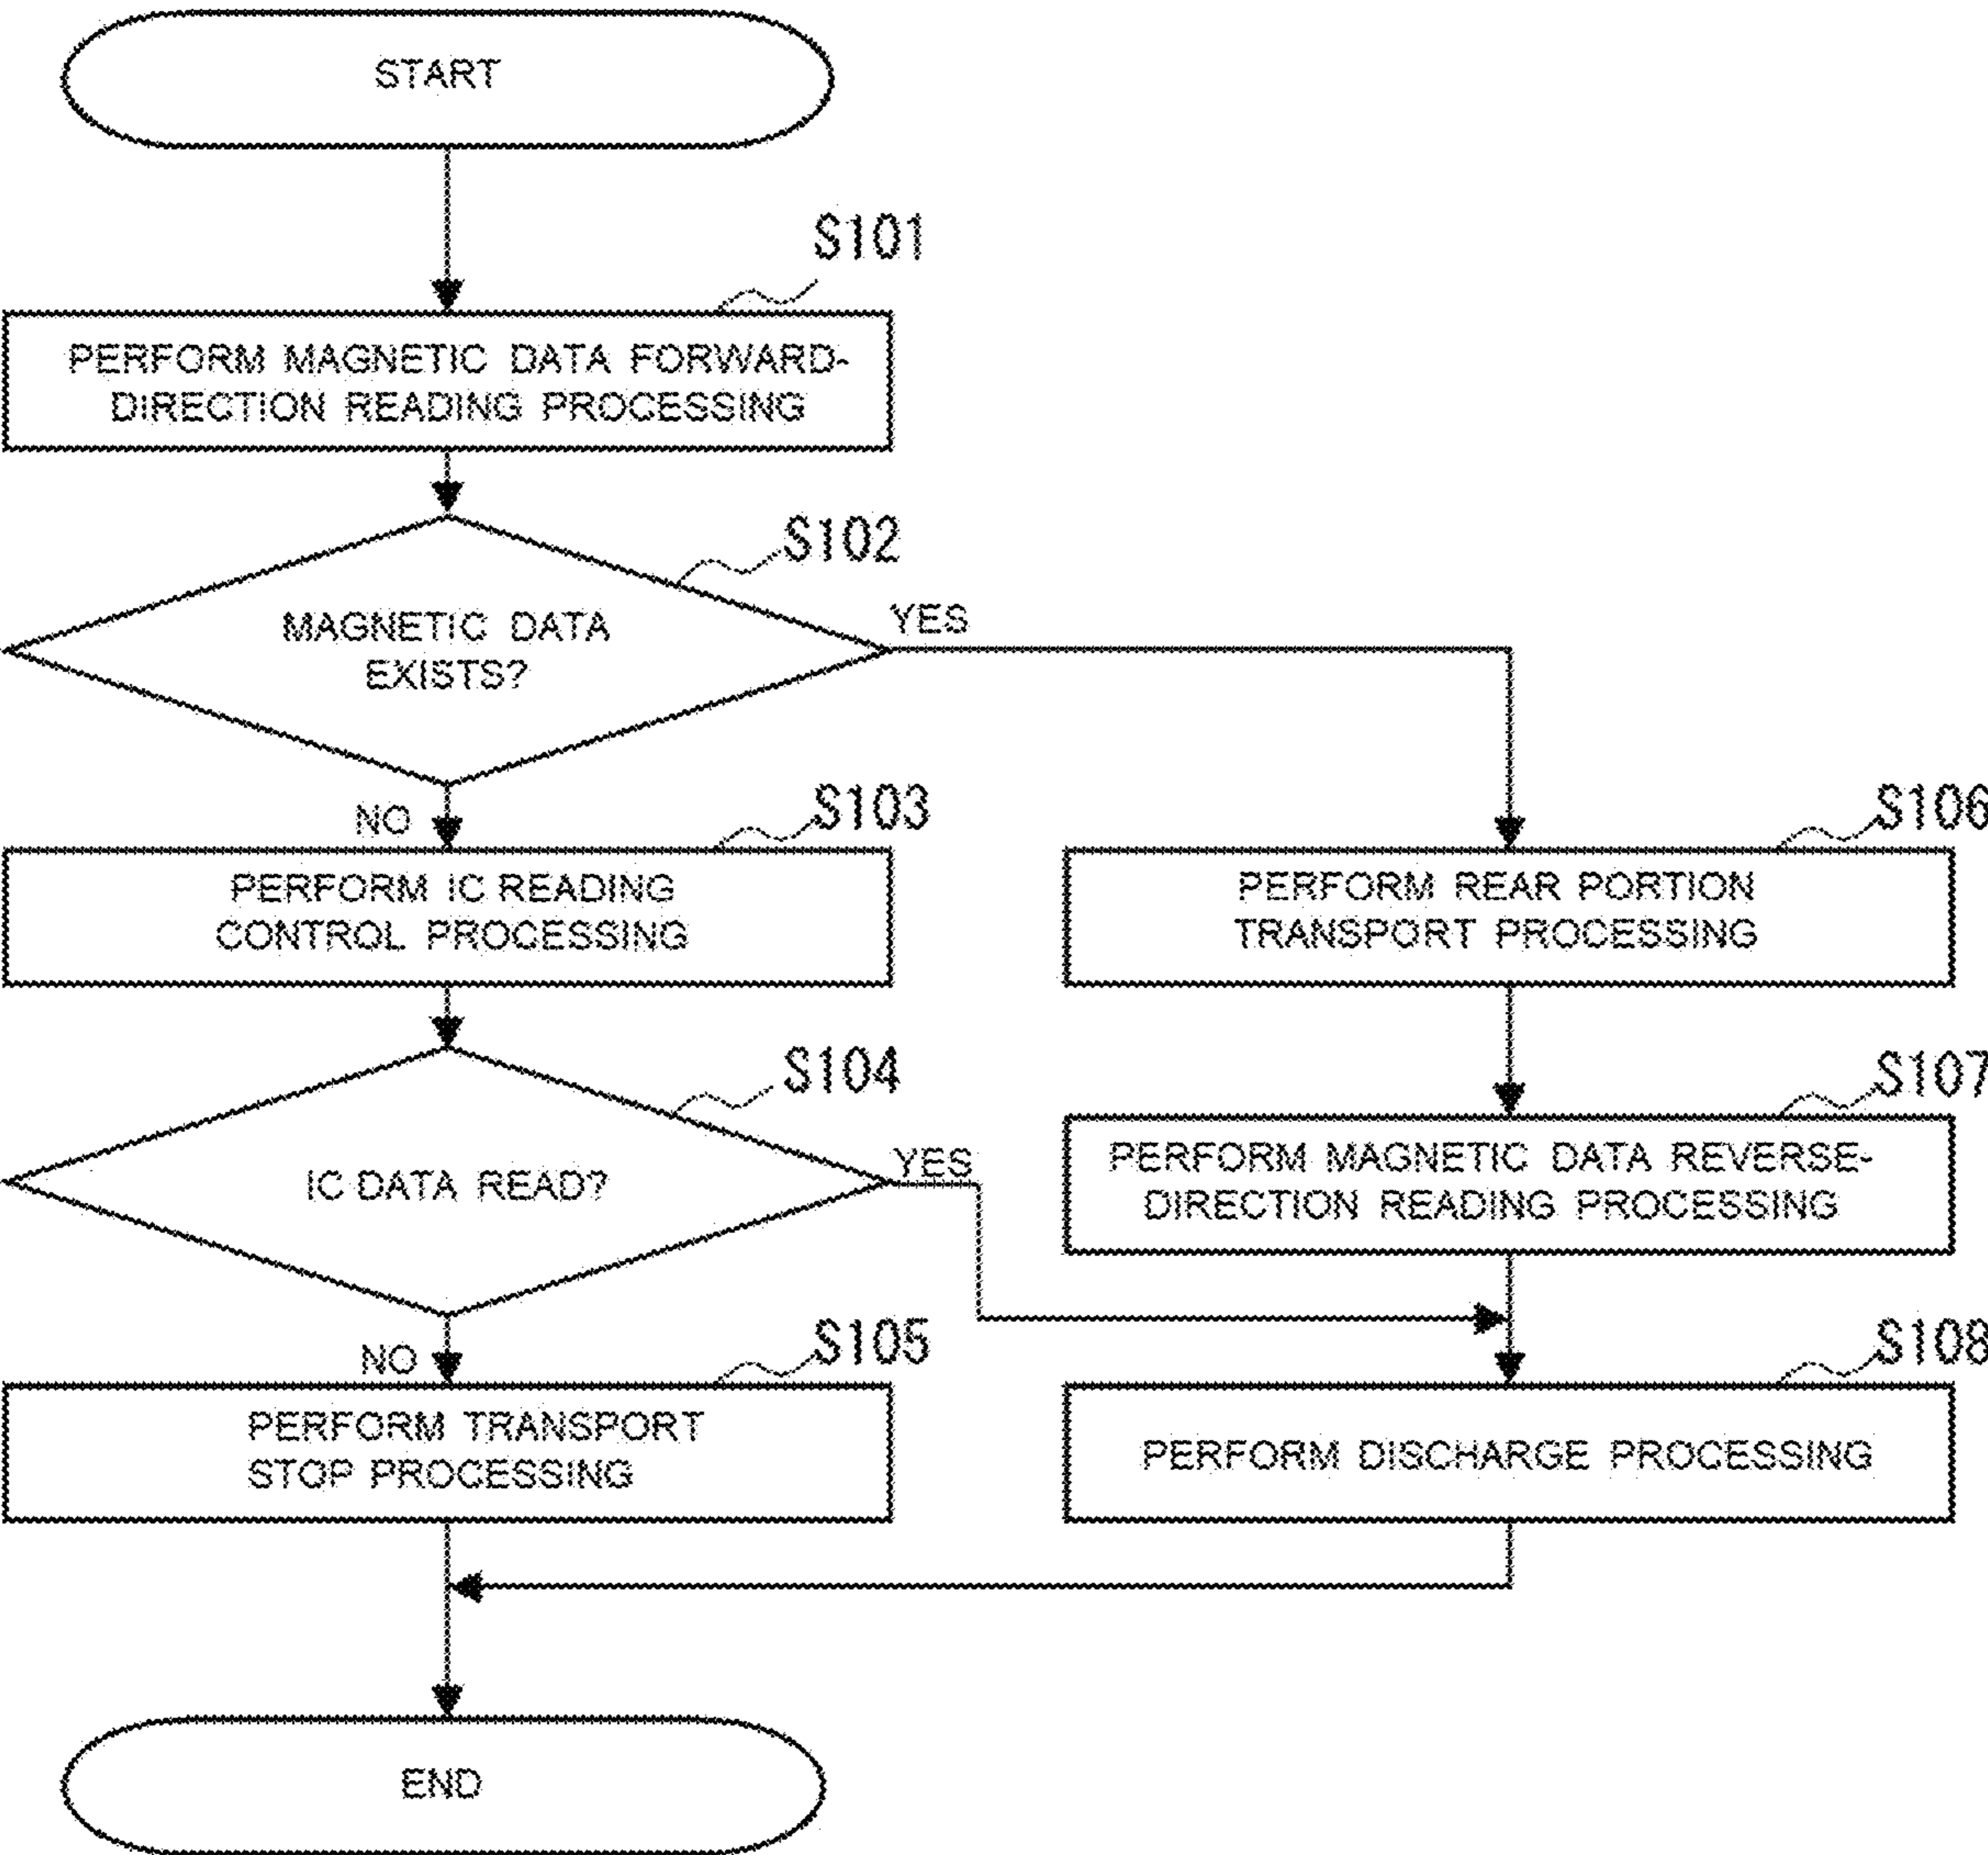 START
S101
PERFORM MAGNETIC DATA FORWARD-
DIRECTION READING PROCESSING
S102
MAGNETIC DATA
EXISTS?
YES
NO
S103
PERFORM IC READING
CONTROL PROCESSING
S106
PERFORM REAR PORTION
TRANSPORT PROCESSING
S104
IC DATA READ?
YES
S107
PERFORM MAGNETIC DATA REVERSE-
DIRECTION READING PROCESSING
NO
S105
PERFORM TRANSPORT
STOP PROCESSING
S108
PERFORM DISCHARGE PROCESSING
END